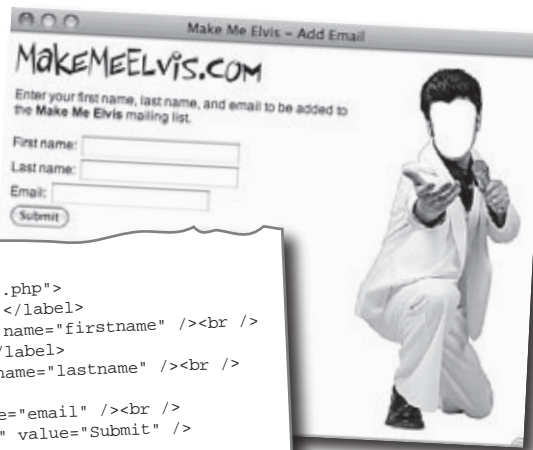 Make Me Elvis – Add Email
MakeMeElvis.com
Enter your first name, last name, and email to be added to
the Make Me Elvis mailing list.
First name:
Last name:
Email:
Submit
.php">
</label>
name="firstname" /><br />
/label>
name="lastname" /><br />
e="email" /><br />
" value="Submit" />